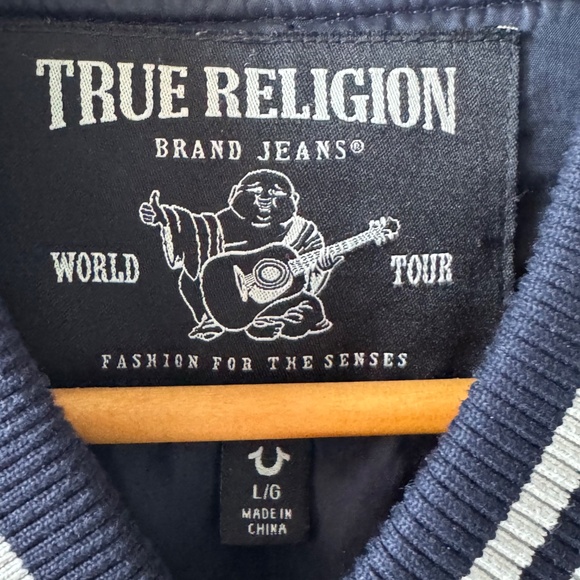 TRUE RELIGION
BRAND JEANS®
WORLD TOUR
FASHION FOR THE SENSES
L/G
MADE IN
CHINA